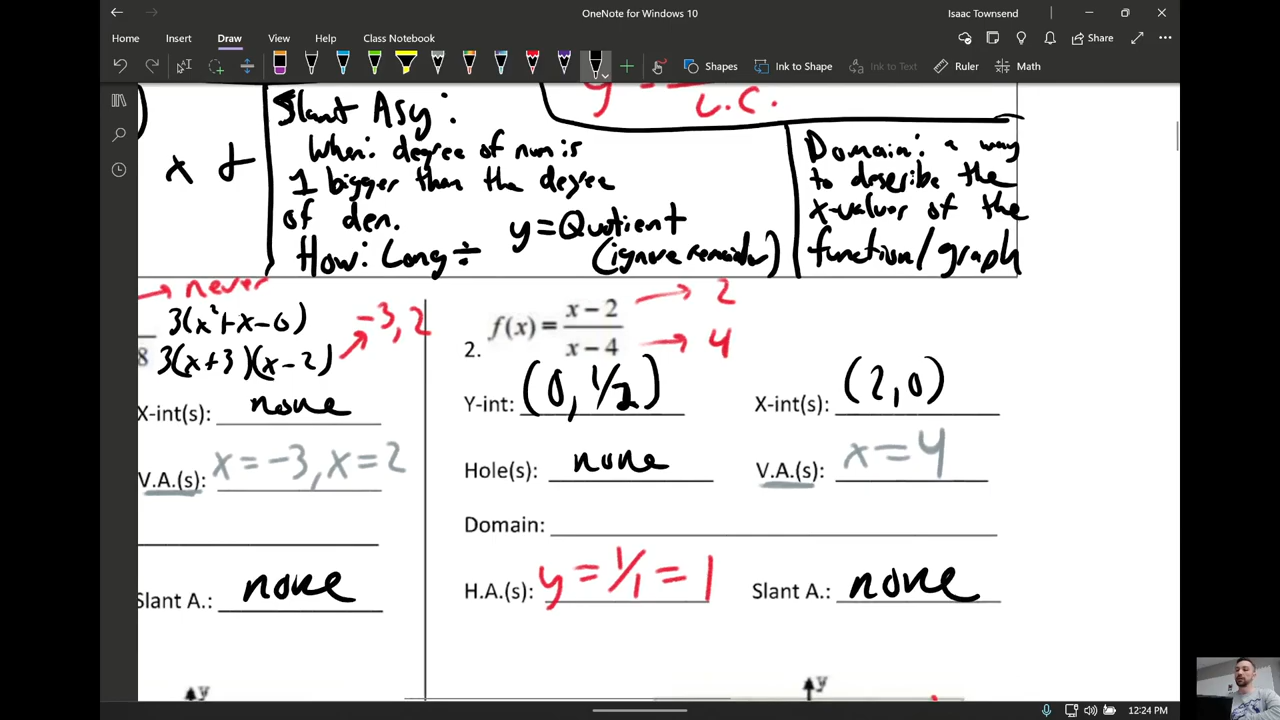 OneNote for Windows 10
Isaac Townsend
Home Insert Draw View Help Class Notebook
Share
Shapes Ink to Shape Ink to Text Ruler Math
y = L.C.
Slant Asy:
When: degree of num is
1 bigger than the degree
of den.
How: Long ÷
y = Quotient
(ignore remainder)
Domain: a way
to describe the
x-values of the
function/graph
x &
→ never
3(x²+x-6)
8 3(x+3)(x-2)
-3, 2
X-int(s): none
V.A.(s): x = -3, x = 2
Slant A.: none
2. f(x) = x − 2 / x − 4
→ 2
→ 4
Y-int: (0, 1/2) X-int(s): (2, 0)
Hole(s): none V.A.(s): x = 4
Domain:
H.A.(s): y = 1/1 = 1 Slant A.: none
y
y
12:24 PM